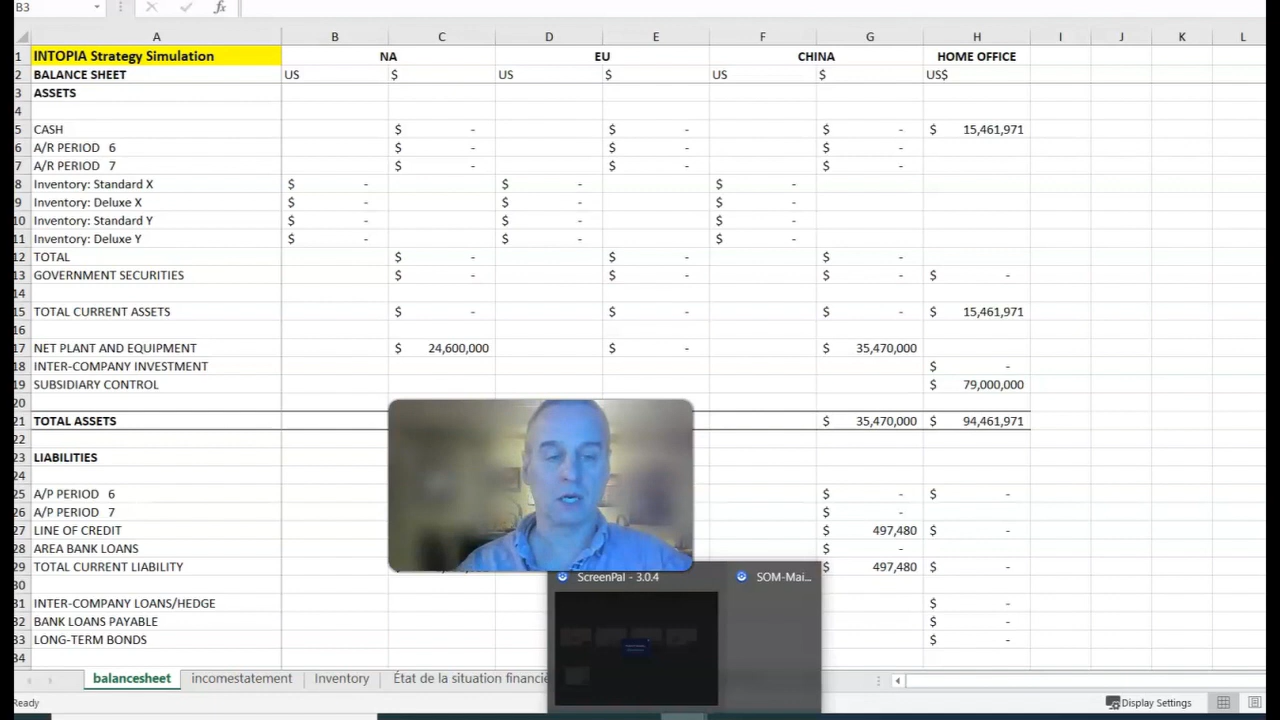 B3
A B C D E F G H I J K L
1 INTOPIA Strategy Simulation NA EU CHINA HOME OFFICE
2 BALANCE SHEET US $ US $ US $ US$
3 ASSETS
4
5 CASH $ - $ - $ - $ 15,461,971
6 A/R PERIOD 6 $ - $ - $ -
7 A/R PERIOD 7 $ - $ - $ -
8 Inventory: Standard X $ - $ - $ -
9 Inventory: Deluxe X $ - $ - $ -
10 Inventory: Standard Y $ - $ - $ -
11 Inventory: Deluxe Y $ - $ - $ -
12 TOTAL $ - $ - $ -
13 GOVERNMENT SECURITIES $ - $ - $ - $ -
14
15 TOTAL CURRENT ASSETS $ - $ - $ - $ 15,461,971
16
17 NET PLANT AND EQUIPMENT $ 24,600,000 $ - $ 35,470,000
18 INTER-COMPANY INVESTMENT $ -
19 SUBSIDIARY CONTROL $ 79,000,000
20
21 TOTAL ASSETS $ 35,470,000 $ 94,461,971
22
23 LIABILITIES
24
25 A/P PERIOD 6 $ - $ -
26 A/P PERIOD 7 $ -
27 LINE OF CREDIT $ 497,480 $ -
28 AREA BANK LOANS $ -
29 TOTAL CURRENT LIABILITY $ 497,480 $ -
30
31 INTER-COMPANY LOANS/HEDGE $ -
32 BANK LOANS PAYABLE $ -
33 LONG-TERM BONDS $ -
34
ScreenPal - 3.0.4 SOM-Mai...
balancesheet incomestatement Inventory État de la situation financiè
Ready Display Settings